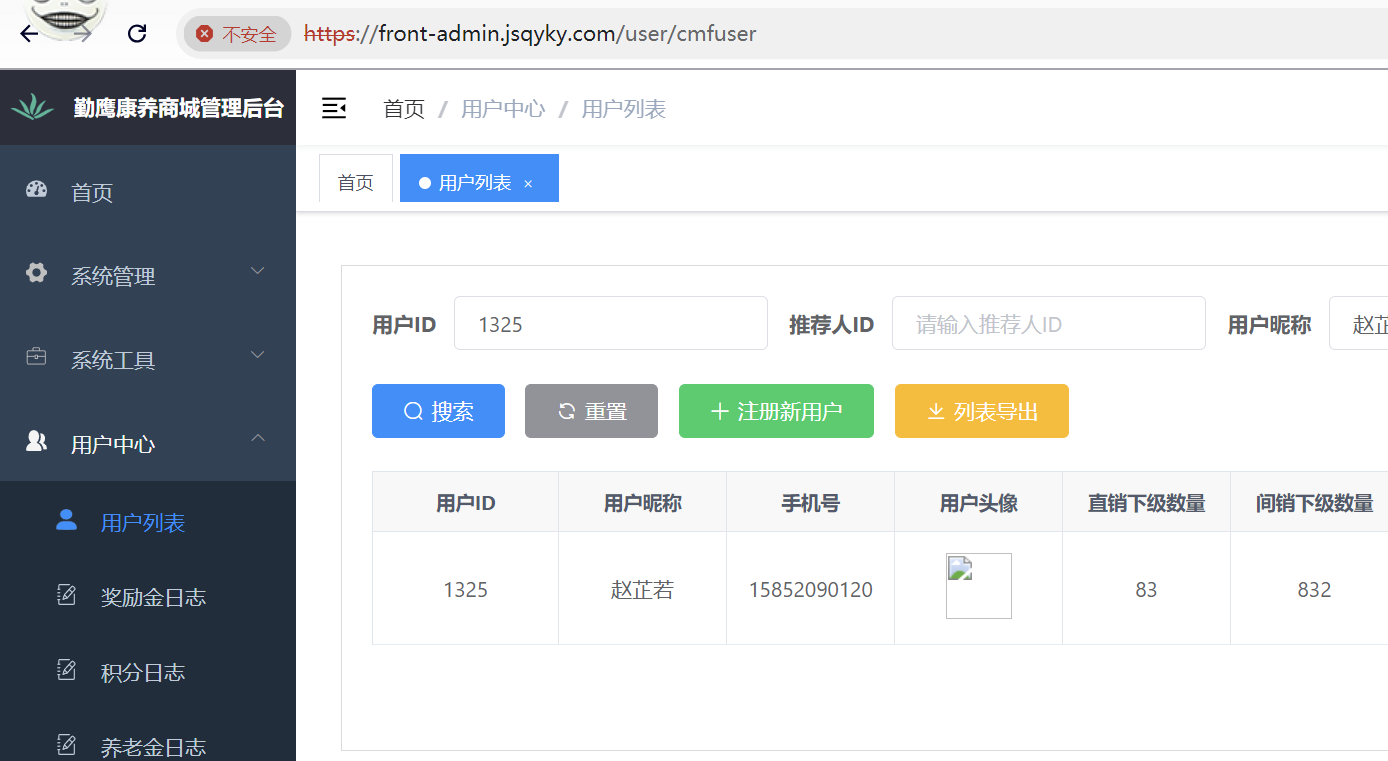 不安全 https://front-admin.jsqyky.com/user/cmfuser
勤鹰康养商城管理后台
首页 / 用户中心 / 用户列表
首页 用户列表 ×
首页
系统管理
系统工具
用户中心
用户列表
奖励金日志
积分日志
养老金日志
用户ID 1325 推荐人ID 请输入推荐人ID 用户昵称 赵芷
搜索 重置 注册新用户 列表导出
用户ID 用户昵称 手机号 用户头像 直销下级数量 间销下级数量
1325 赵芷若 15852090120 83 832